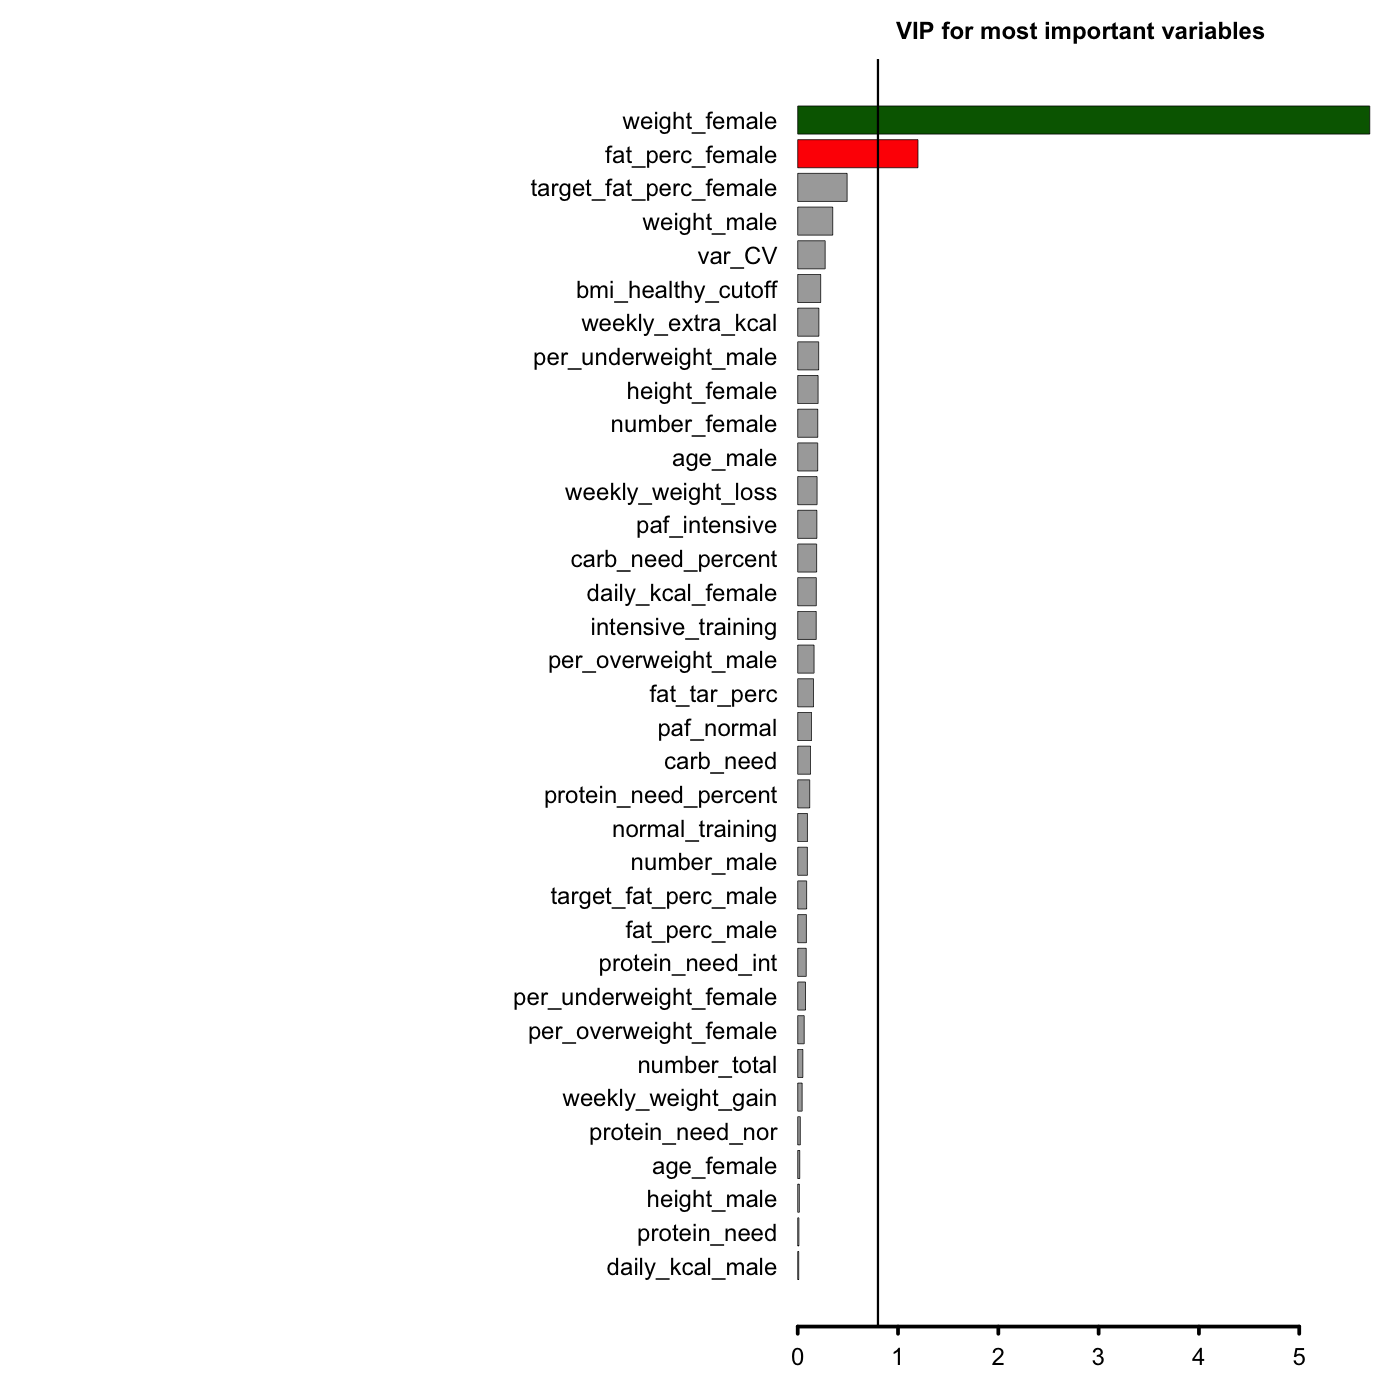 VIP for most important variables
weight_female
fat_perc_female
target_fat_perc_female
weight_male
var_CV
bmi_healthy_cutoff
weekly_extra_kcal
per_underweight_male
height_female
number_female
age_male
weekly_weight_loss
paf_intensive
carb_need_percent
daily_kcal_female
intensive_training
per_overweight_male
fat_tar_perc
paf_normal
carb_need
protein_need_percent
normal_training
number_male
target_fat_perc_male
fat_perc_male
protein_need_int
per_underweight_female
per_overweight_female
number_total
weekly_weight_gain
protein_need_nor
age_female
height_male
protein_need
daily_kcal_male
0 1 2 3 4 5